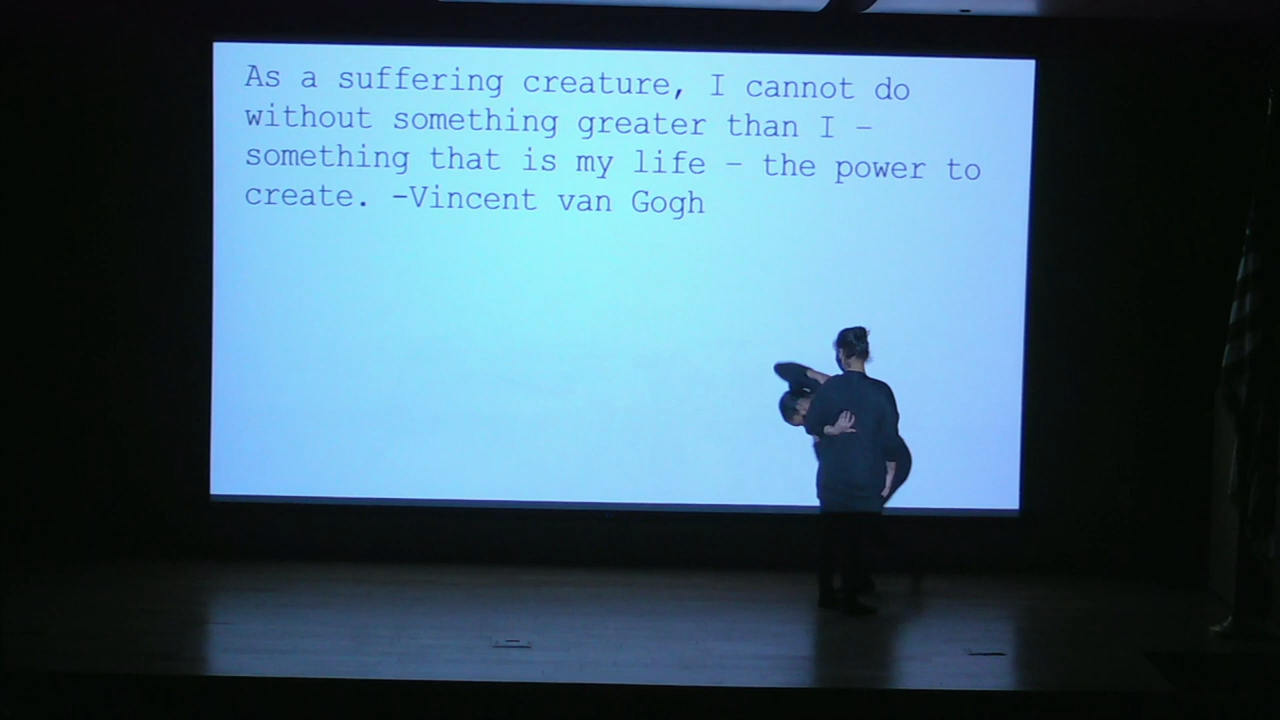 As a suffering creature, I cannot do
without something greater than I –
something that is my life – the power to
create. -Vincent van Gogh